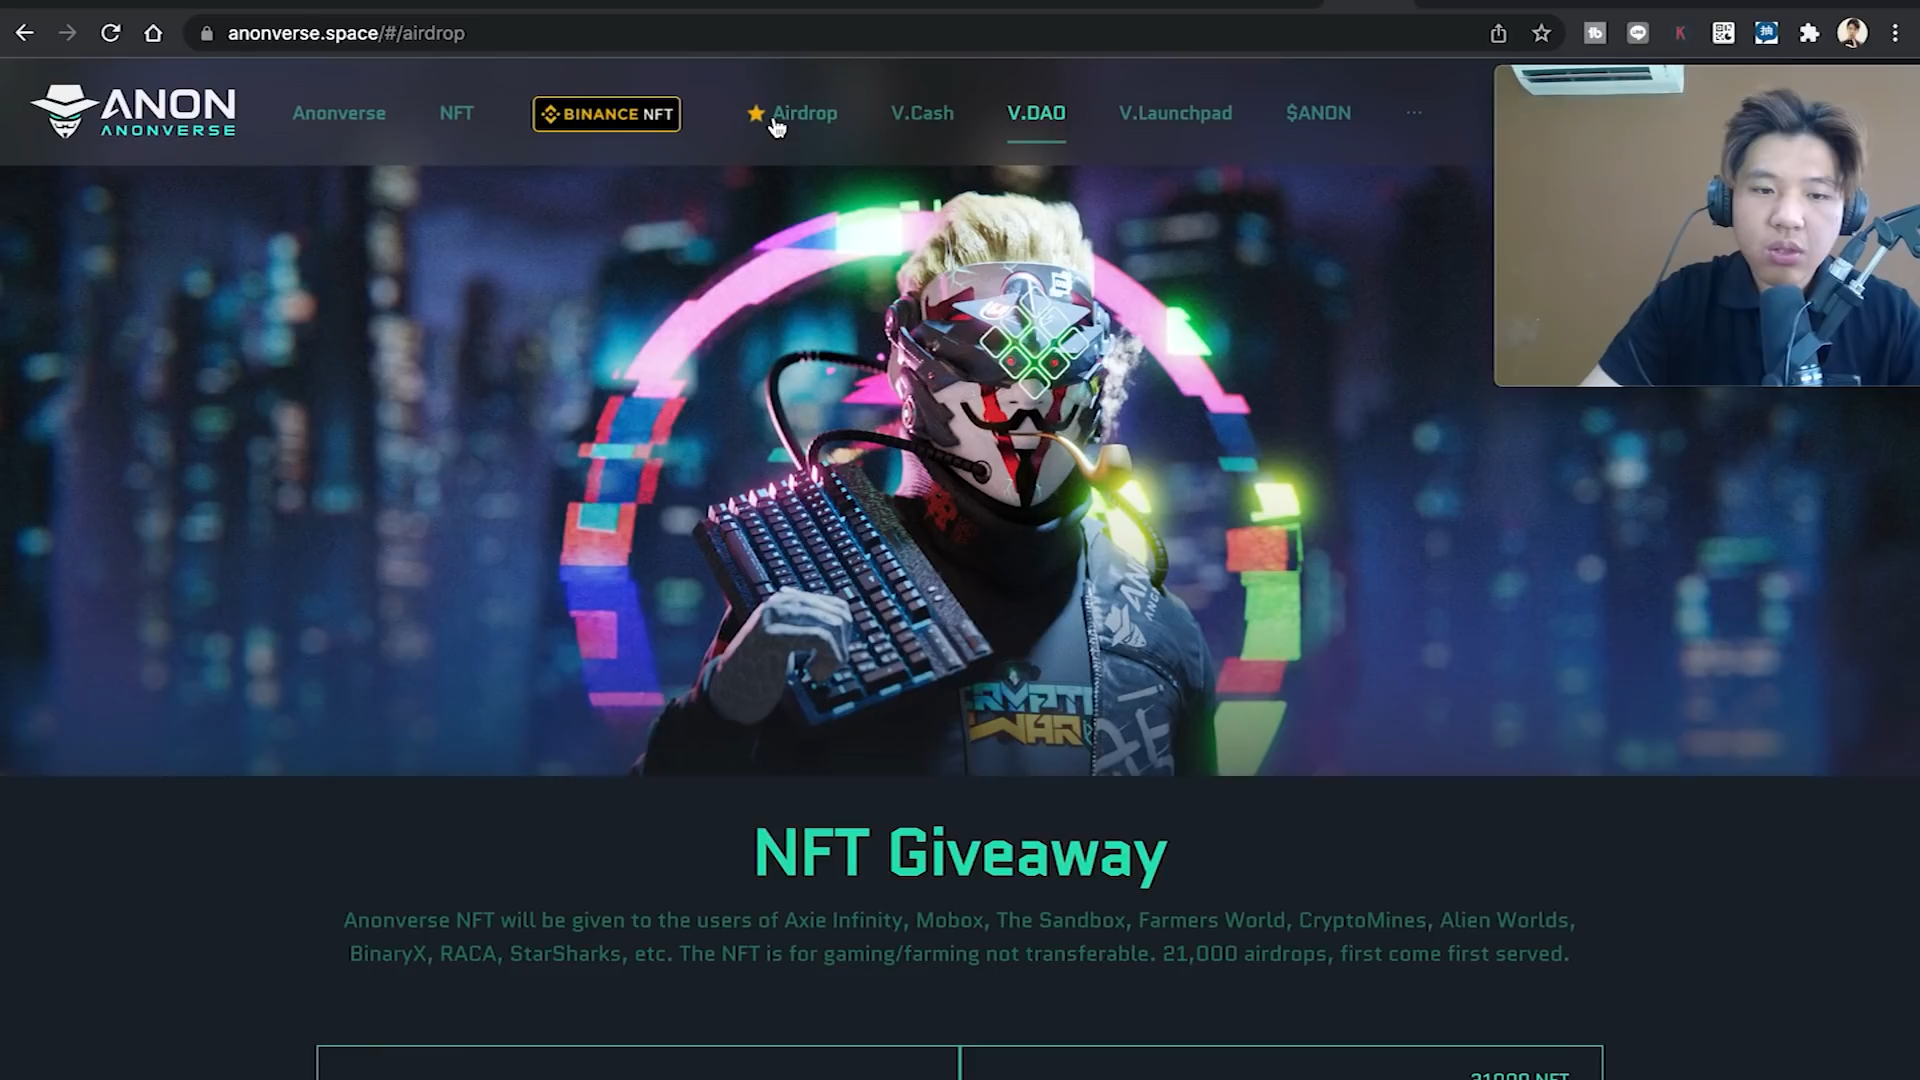 anonverse.space/#/airdrop
ANON
ANONVERSE
Anonverse
NFT
BINANCE NFT
Airdrop
V.Cash
V.DAO
V.Launchpad
$ANON
...
NFT Giveaway
Anonverse NFT will be given to the users of Axie Infinity, Mobox, The Sandbox, Farmers World, CryptoMines, Alien Worlds,
BinaryX, RACA, StarSharks, etc. The NFT is for gaming/farming not transferable. 21,000 airdrops, first come first served.
21000 NFT